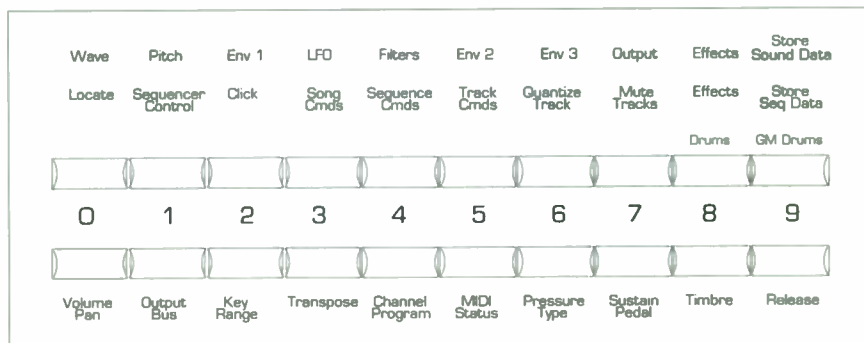 Wave Pitch Env 1 LFO Filters Env 2 Env 3 Output Effects Store Sound Data
Locate Sequencer Control Click Song Cmds Sequence Cmds Track Cmds Quantize Track Mute Tracks Effects Store Seq Data
Drums GM Drums
0 1 2 3 4 5 6 7 8 9
Volume Pan Output Bus Key Range Transpose Channel Program MIDI Status Pressure Type Sustain Pedal Timbre Release